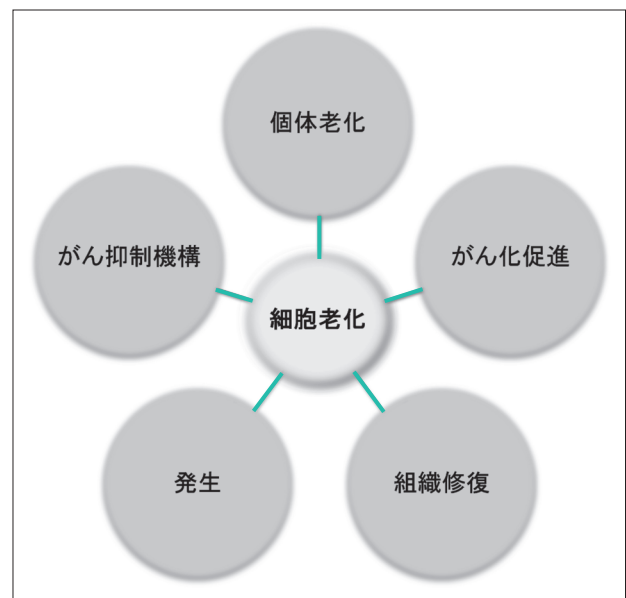 個体老化
がん抑制機構
がん化促進
細胞老化
発生
組織修復